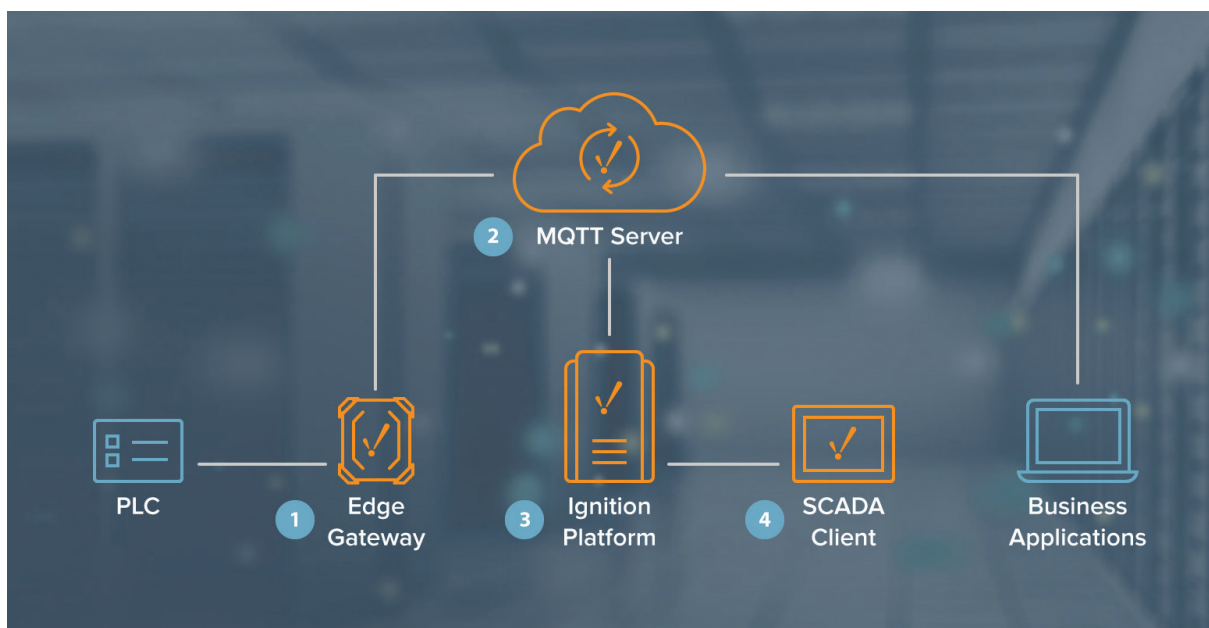 2 MQTT Server
PLC
1 Edge
Gateway
3 Ignition
Platform
4 SCADA
Client
Business
Applications